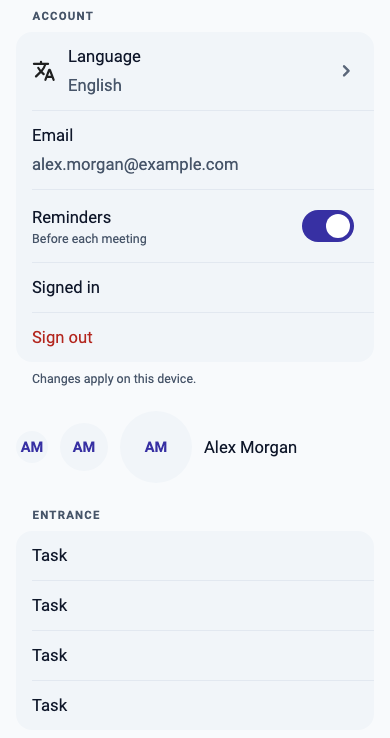 ACCOUNT
Language
English
Email
alex.morgan@example.com
Reminders
Before each meeting
Signed in
Sign out
Changes apply on this device.
AM AM AM Alex Morgan
ENTRANCE
Task
Task
Task
Task